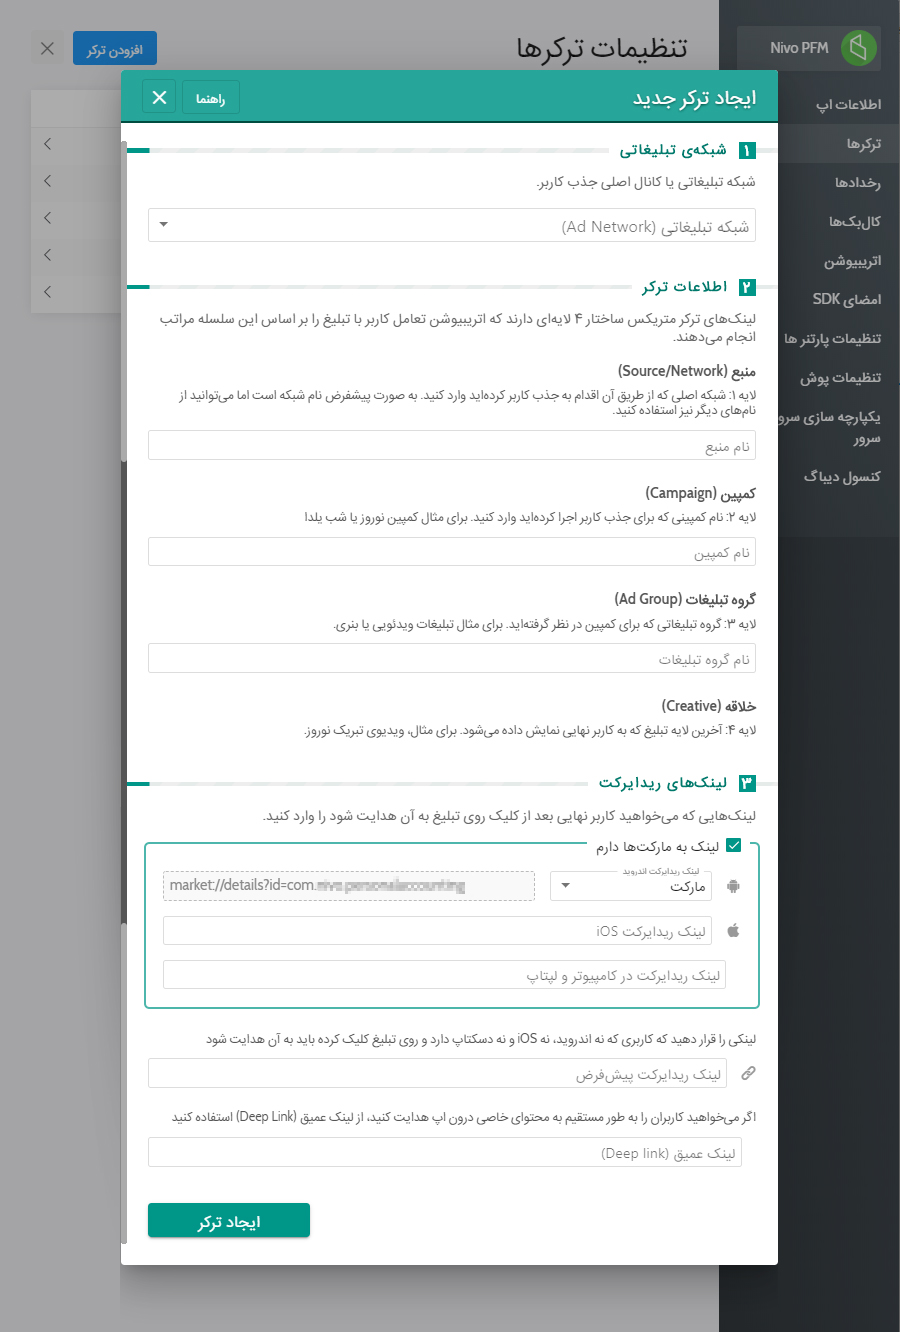 Nivo PFM
اطلاعات اپ
ترکرها
رخدادها
کال‌بک‌ها
اتریبیوشن
امضای SDK
تنظیمات پارتنر ها
تنظیمات پوش
یکپارچه سازی سرو
سرور
کنسول دیباگ
تنظیمات ترکرها
افزودن ترکر
ایجاد ترکر جدید
راهنما
۱ شبکه‌ی تبلیغاتی
شبکه تبلیغاتی یا کانال اصلی جذب کاربر.
شبکه تبلیغاتی (Ad Network)
۲ اطلاعات ترکر
لینک‌های ترکر متریکس ساختار ۴ لایه‌ای دارند که اتریبیوشن تعامل کاربر با تبلیغ را بر اساس این سلسله مراتب
انجام می‌دهند.
منبع (Source/Network)
لایه ۱: شبکه اصلی که از طریق آن اقدام به جذب کاربر کرده‌اید وارد کنید. به صورت پیشفرض نام شبکه است اما می‌توانید از
نام‌های دیگر نیز استفاده کنید.
نام منبع
کمپین (Campaign)
لایه ۲: نام کمپینی که برای جذب کاربر اجرا کرده‌اید وارد کنید. برای مثال کمپین نوروز یا شب یلدا
نام کمپین
گروه تبلیغات (Ad Group)
لایه ۳: گروه تبلیغاتی که برای کمپین در نظر گرفته‌اید. برای مثال تبلیغات ویدئویی یا بنری.
نام گروه تبلیغات
خلاقه (Creative)
لایه ۴: آخرین لایه تبلیغ که به کاربر نهایی نمایش داده می‌شود. برای مثال، ویدیوی تبریک نوروز.
۳ لینک‌های ریدایرکت
لینک‌هایی که می‌خواهید کاربر نهایی بعد از کلیک روی تبلیغ به آن هدایت شود را وارد کنید.
لینک به مارکت‌ها دارم
لینک ریدایرکت اندروید
مارکت
market://details?id=com.
لینک ریدایرکت iOS
لینک ریدایرکت در کامپیوتر و لپتاپ
لینکی را قرار دهید که کاربری که نه اندروید، نه iOS و نه دسکتاپ دارد و روی تبلیغ کلیک کرده باید به آن هدایت شود
لینک ریدایرکت پیش‌فرض
اگر می‌خواهید کاربران را به طور مستقیم به محتوای خاصی درون اپ هدایت کنید، از لینک عمیق (Deep Link) استفاده کنید
لینک عمیق (Deep link)
ایجاد ترکر